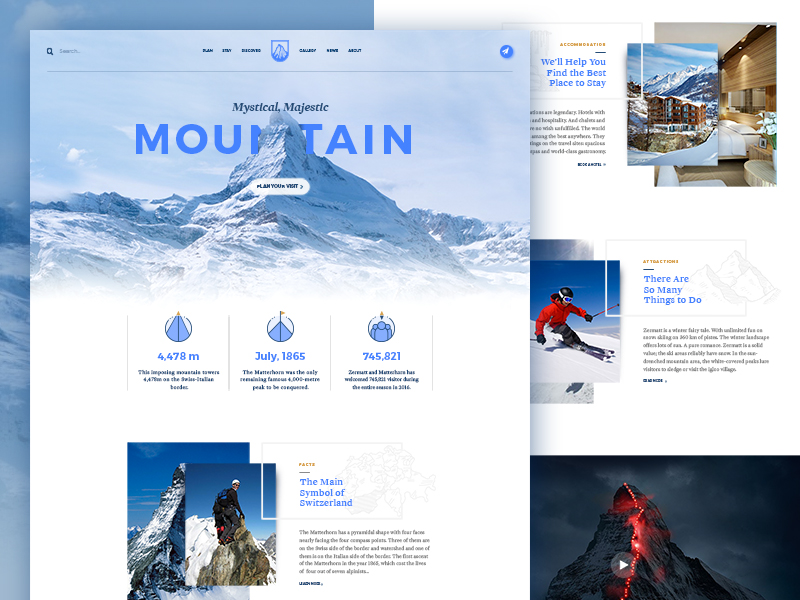 Search...
PLAN STAY DISCOVER GALLERY NEWS ABOUT
Mystical, Majestic
MOUNTAIN
PLAN YOUR VISIT
4,478 m
This imposing mountain towers
4,478m on the Swiss-Italian
border.
July, 1865
The Matterhorn was the only
remaining famous 4,000-metre
peak to be conquered.
745,821
Zermatt and Matterhorn has
welcomed 745,821 visitor during
the entire season in 2016.
FACTS
The Main
Symbol of
Switzerland
The Matterhorn has a pyramidal shape with four faces
nearly facing the four compass points. Three of them are
on the Swiss side of the border and watershed and one of
them is on the Italian side of the border. The first ascent
of the Matterhorn in the year 1865, which cost the lives
of four out of seven alpinists...
LEARN MORE
ACCOMMODATION
We'll Help You
Find the Best
Place to Stay
ations are legendary. Hotels with
and hospitality. And chalets and
no wish unfulfilled. The world
among the best anywhere. They
ings on the travel sites spacious
spas and world-class gastronomy.
BOOK A HOTEL
ATTRACTIONS
There Are
So Many
Things to Do
Zermatt is a winter fairy tale. With unlimited fun on
snow skiing on 360 km of pistes. The winter landscape
offers lots of sun. A pure romance. Zermatt is a solid
value; the ski areas reliably have snow. In the sun-
drenched mountain area, the white-covered peaks have
visitors to sledge or visit the igloo village.
READ MORE